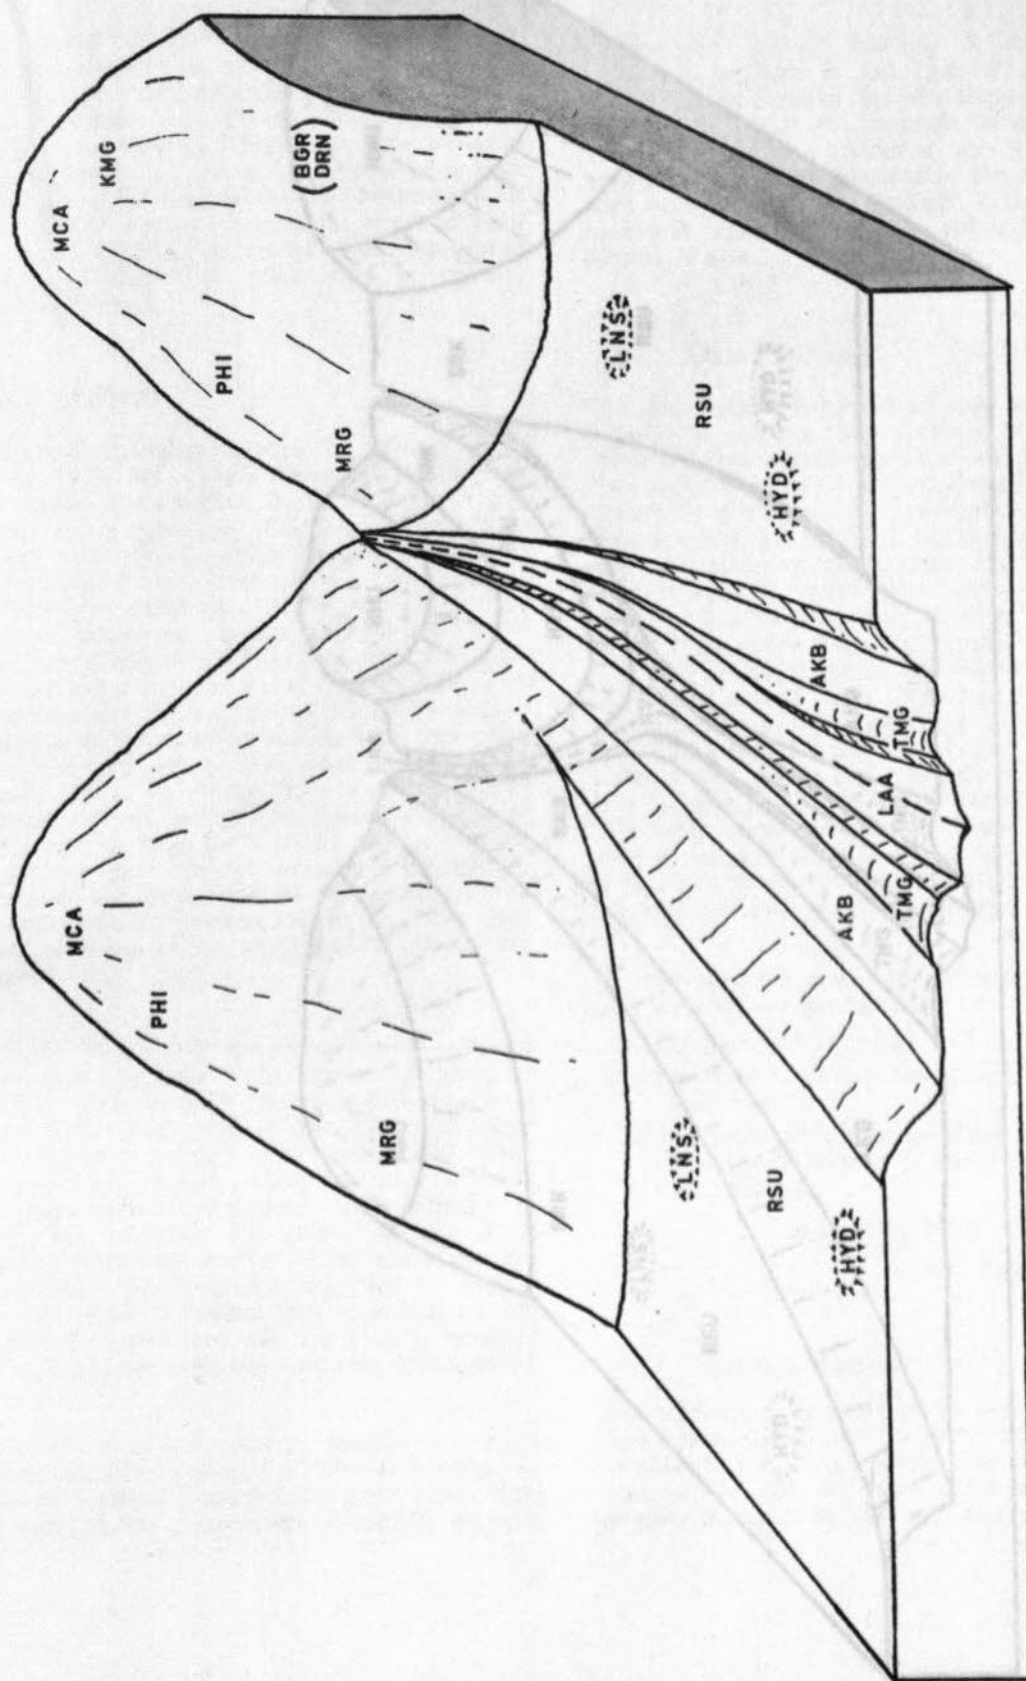 MCA
PHI
MRG
LNS
RSU
HYD
AKB
TMG
LAA
TMG
AKB
MCA
KMG
PHI
(BGR
DRN)
MRG
LNS
RSU
HYD